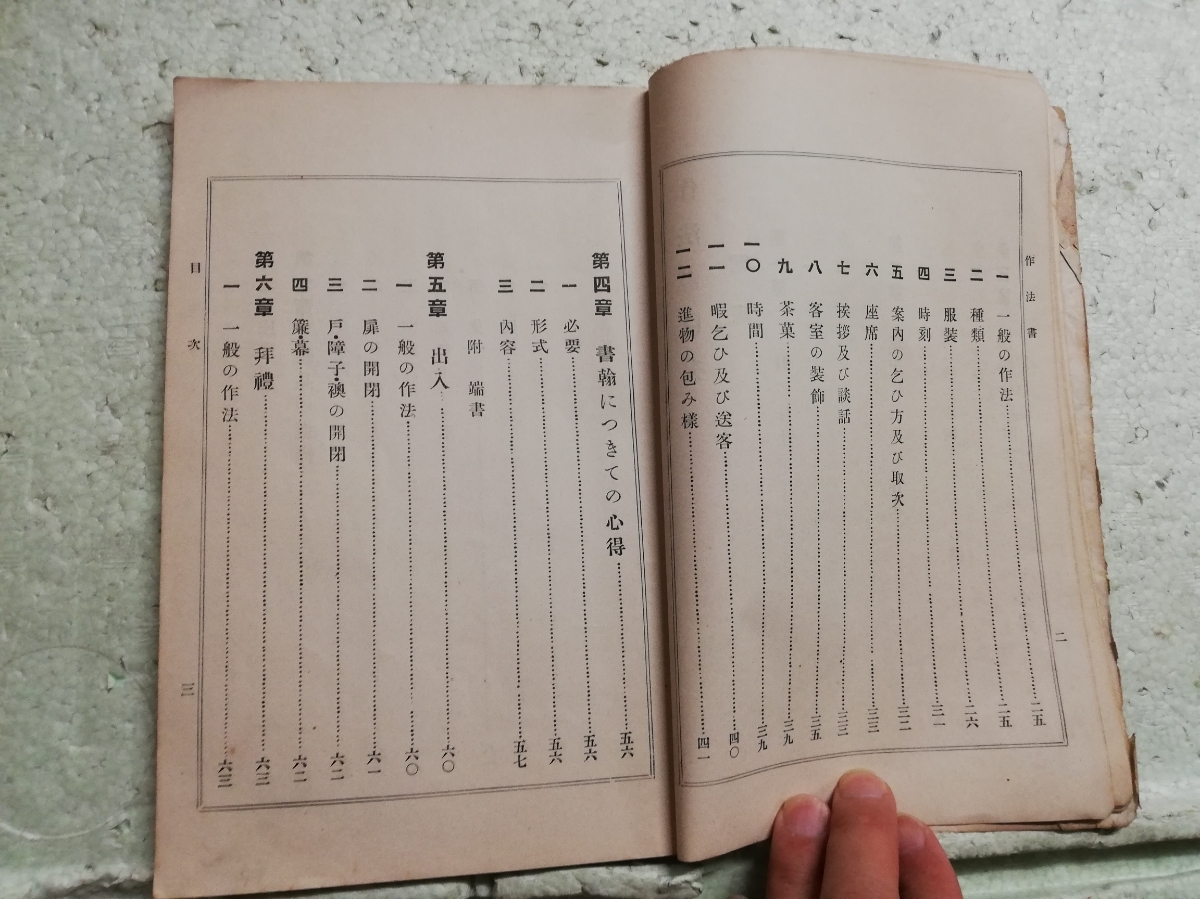 作法書
二
一 一般の作法……二五
二 種類……二五
三 服裝……二六
四 時刻……三一
五 案內の乞ひ方及び取次……三二
六 座席……三三
七 挨拶及び談話……三三
八 客室の裝飾……三五
九 茶菓……三九
一〇 時間……三九
一一 暇乞ひ及び送客……四〇
一二 進物の包み樣……四一
第四章 書翰につきての心得……五六
一 必要……五六
二 形式……五六
三 內容……五七
附 端書
第五章 出入……六〇
一 一般の作法……六〇
二 扉の開閉……六一
三 戶・障子・襖の開閉……六二
四 簾・幕……六二
第六章 拜禮……六三
一 一般の作法……六三
目次
三